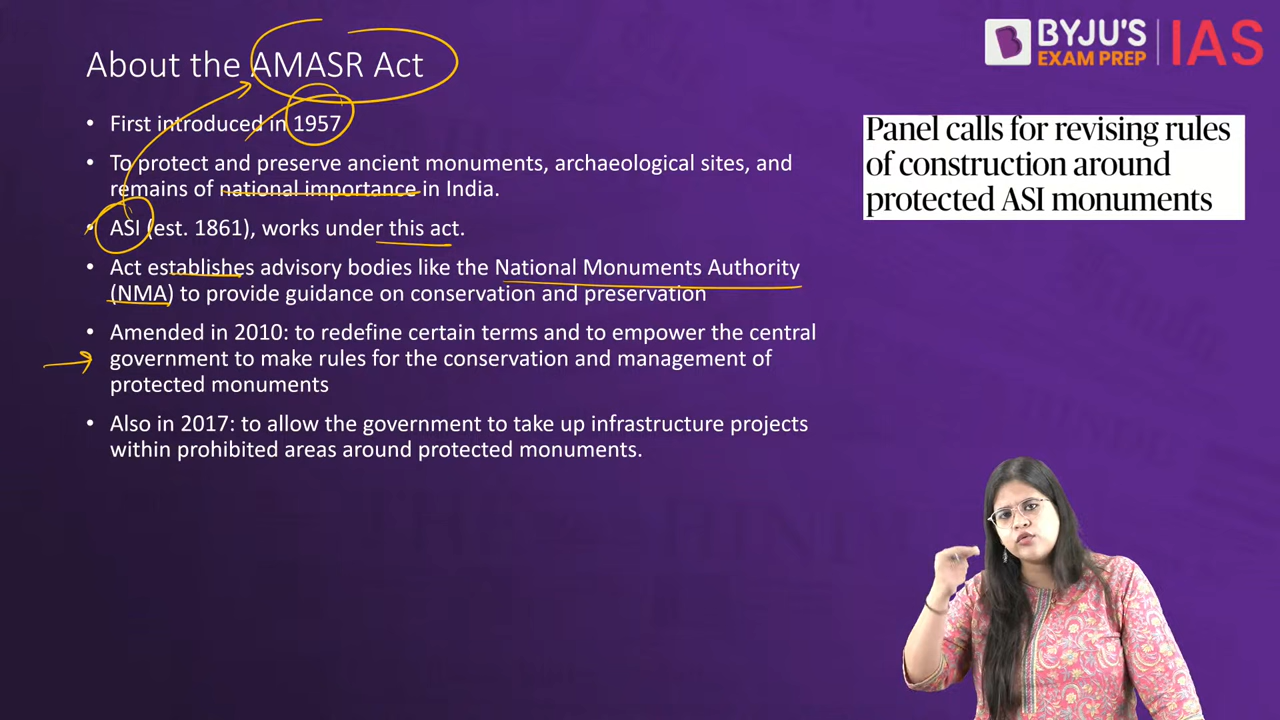 About the AMASR Act
• First introduced in 1957
• To protect and preserve ancient monuments, archaeological sites, and
remains of national importance in India.
• ASI (est. 1861), works under this act.
• Act establishes advisory bodies like the National Monuments Authority
(NMA) to provide guidance on conservation and preservation
• Amended in 2010: to redefine certain terms and to empower the central
government to make rules for the conservation and management of
protected monuments
• Also in 2017: to allow the government to take up infrastructure projects
within prohibited areas around protected monuments.
BYJU'S
EXAM PREP
IAS
Panel calls for revising rules
of construction around
protected ASI monuments